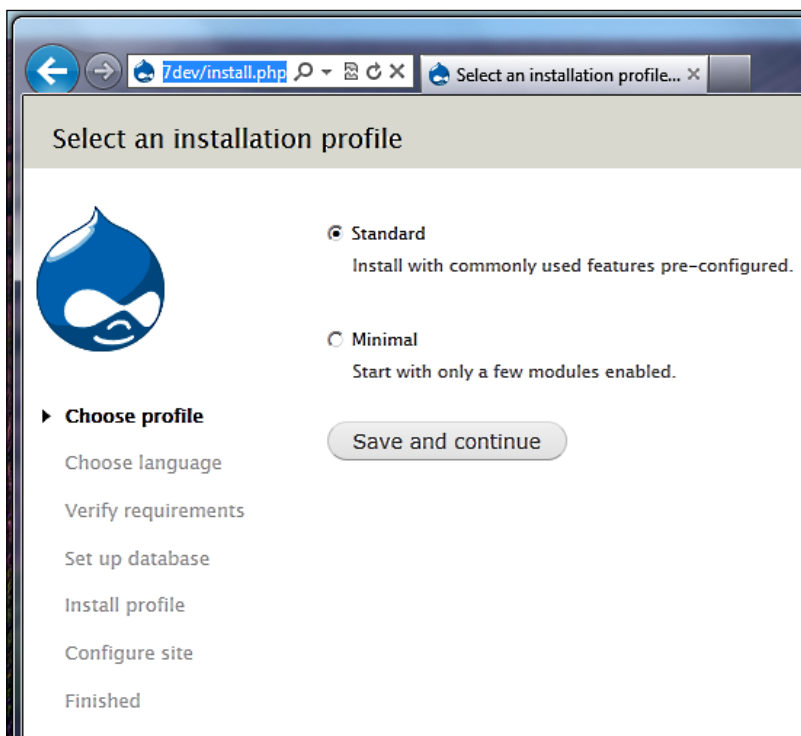 7dev/install.php
Select an installation profile...
Select an installation profile
Standard
Install with commonly used features pre-configured.
Minimal
Start with only a few modules enabled.
Save and continue
Choose profile
Choose language
Verify requirements
Set up database
Install profile
Configure site
Finished